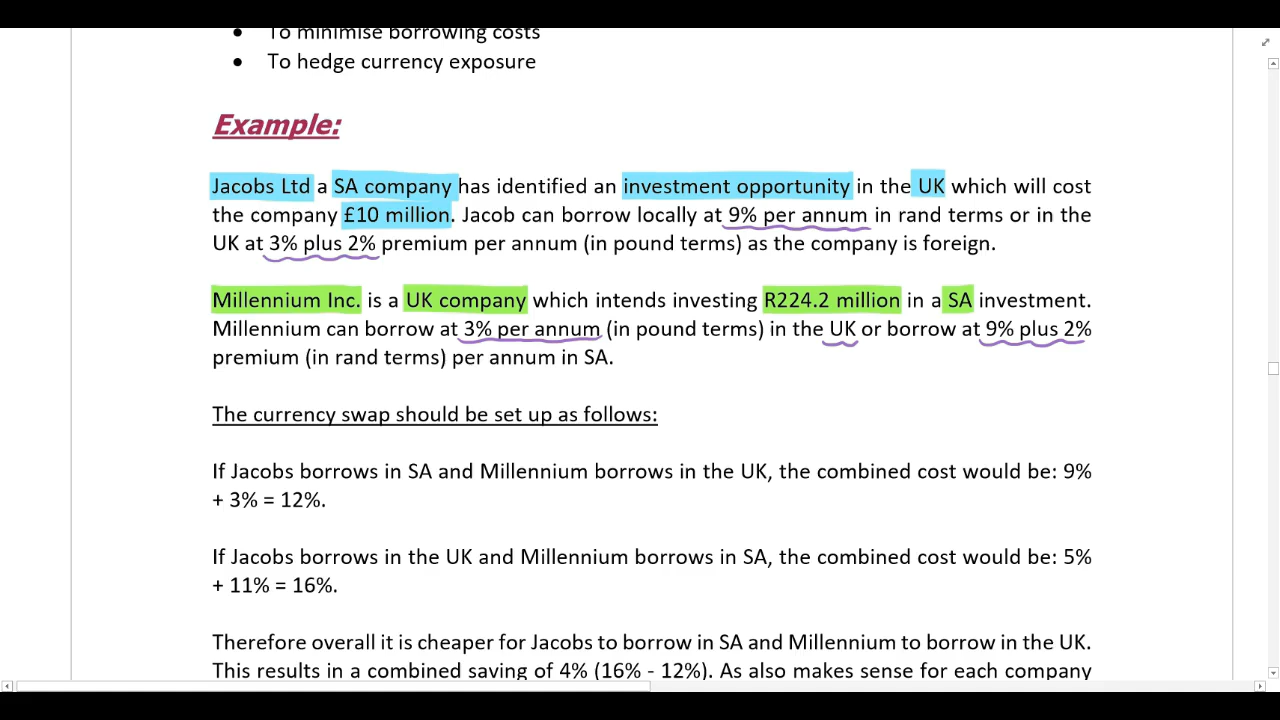 • To minimise borrowing costs
• To hedge currency exposure
Example:
Jacobs Ltd a SA company has identified an investment opportunity in the UK which will cost
the company £10 million. Jacob can borrow locally at 9% per annum in rand terms or in the
UK at 3% plus 2% premium per annum (in pound terms) as the company is foreign.
Millennium Inc. is a UK company which intends investing R224.2 million in a SA investment.
Millennium can borrow at 3% per annum (in pound terms) in the UK or borrow at 9% plus 2%
premium (in rand terms) per annum in SA.
The currency swap should be set up as follows:
If Jacobs borrows in SA and Millennium borrows in the UK, the combined cost would be: 9%
+ 3% = 12%.
If Jacobs borrows in the UK and Millennium borrows in SA, the combined cost would be: 5%
+ 11% = 16%.
Therefore overall it is cheaper for Jacobs to borrow in SA and Millennium to borrow in the UK.
This results in a combined saving of 4% (16% - 12%). As also makes sense for each company